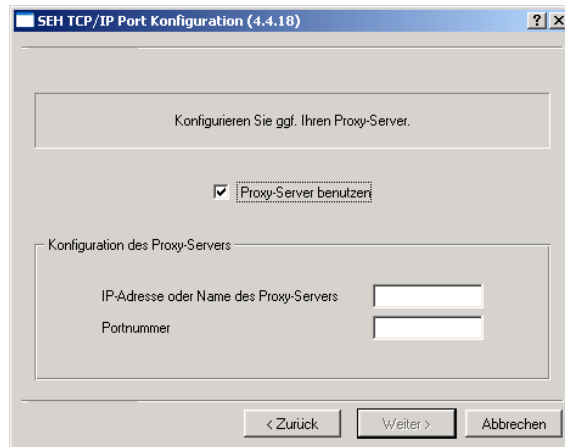 SEH TCP/IP Port Konfiguration (4.4.18)
Konfigurieren Sie ggf. Ihren Proxy-Server.
Proxy-Server benutzen
Konfiguration des Proxy-Servers
IP-Adresse oder Name des Proxy-Servers
Portnummer
< Zurück Weiter > Abbrechen